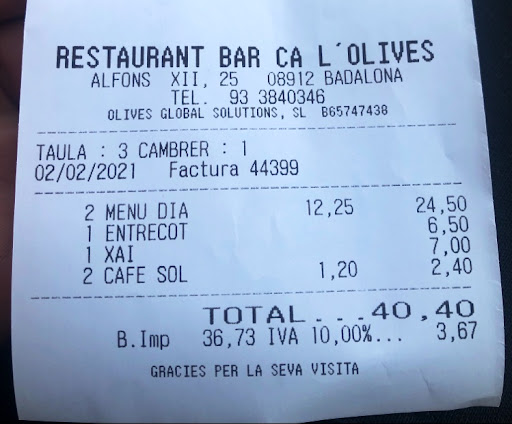 RESTAURANT BAR CA L´OLIVES
ALFONS XII, 25 08912 BADALONA
TEL. 93 3840346
OLIVES GLOBAL SOLUTIONS, SL B65747438
TAULA : 3 CAMBRER : 1
02/02/2021 Factura 44399
2 MENU DIA 12,25 24,50
1 ENTRECOT 6,50
1 XAI 7,00
2 CAFE SOL 1,20 2,40
TOTAL...40,40
B.Imp 36,73 IVA 10,00%... 3,67
GRACIES PER LA SEVA VISITA